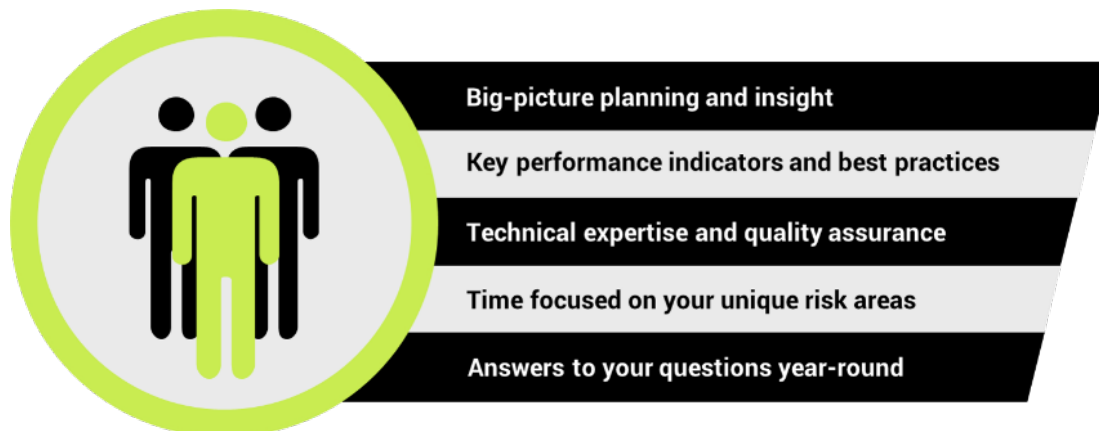 Big-picture planning and insight
Key performance indicators and best practices
Technical expertise and quality assurance
Time focused on your unique risk areas
Answers to your questions year-round